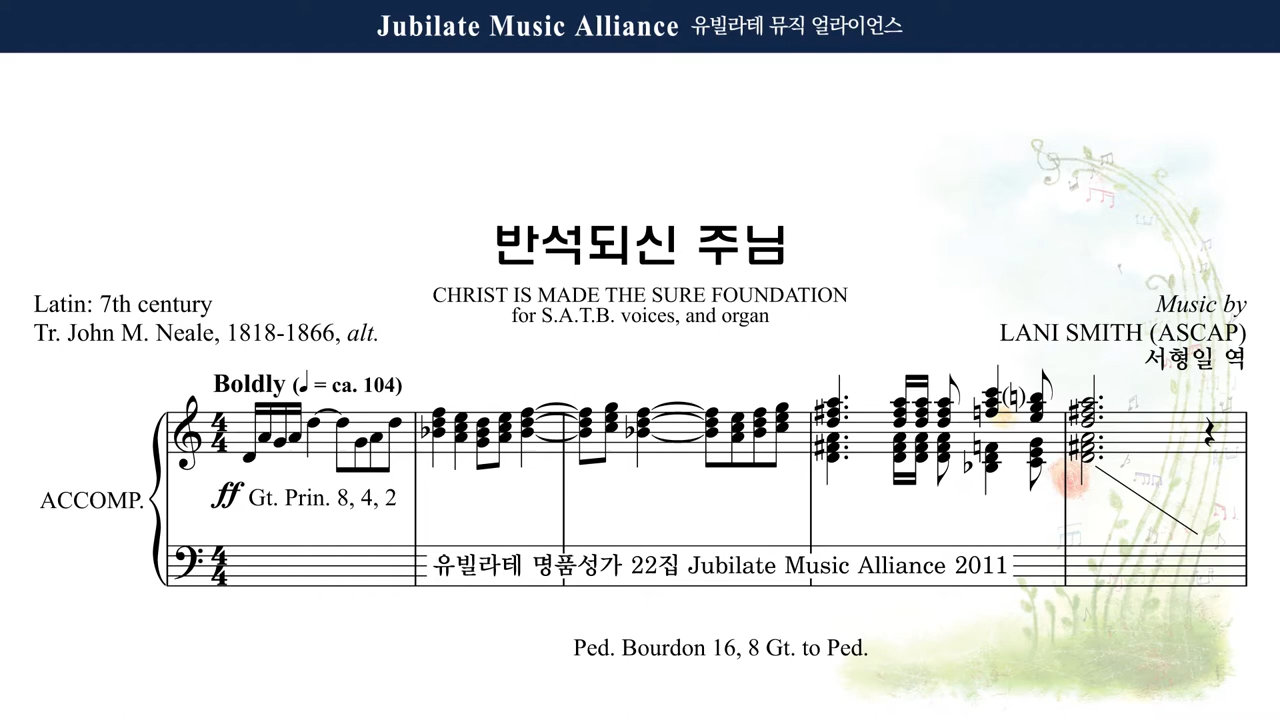 Jubilate Music Alliance 유빌라테 뮤직 얼라이언스
반석되신 주님
CHRIST IS MADE THE SURE FOUNDATION
for S.A.T.B. voices, and organ
Latin: 7th century
Tr. John M. Neale, 1818-1866, alt.
Music by
LANI SMITH (ASCAP)
서형일 역
Boldly (♩ = ca. 104)
ACCOMP.
ff Gt. Prin. 8, 4, 2
유빌라테 명품성가 22집 Jubilate Music Alliance 2011
Ped. Bourdon 16, 8 Gt. to Ped.